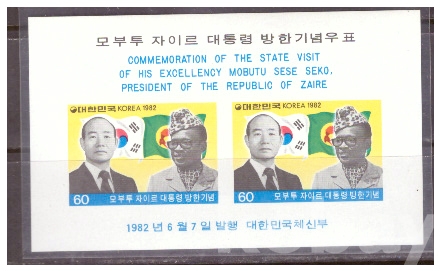 모부투 자이르 대통령 방한기념우표
COMMEMORATION OF THE STATE VISIT
OF HIS EXCELLENCY MOBUTU SESE SEKO,
PRESIDENT OF THE REPUBLIC OF ZAIRE
대한민국 KOREA 1982
60 모부투 자이르 대통령 방한기념
대한민국 KOREA 1982
60 모부투 자이르 대통령 방한기념
1982년 6월 7일 발행 대한민국체신부